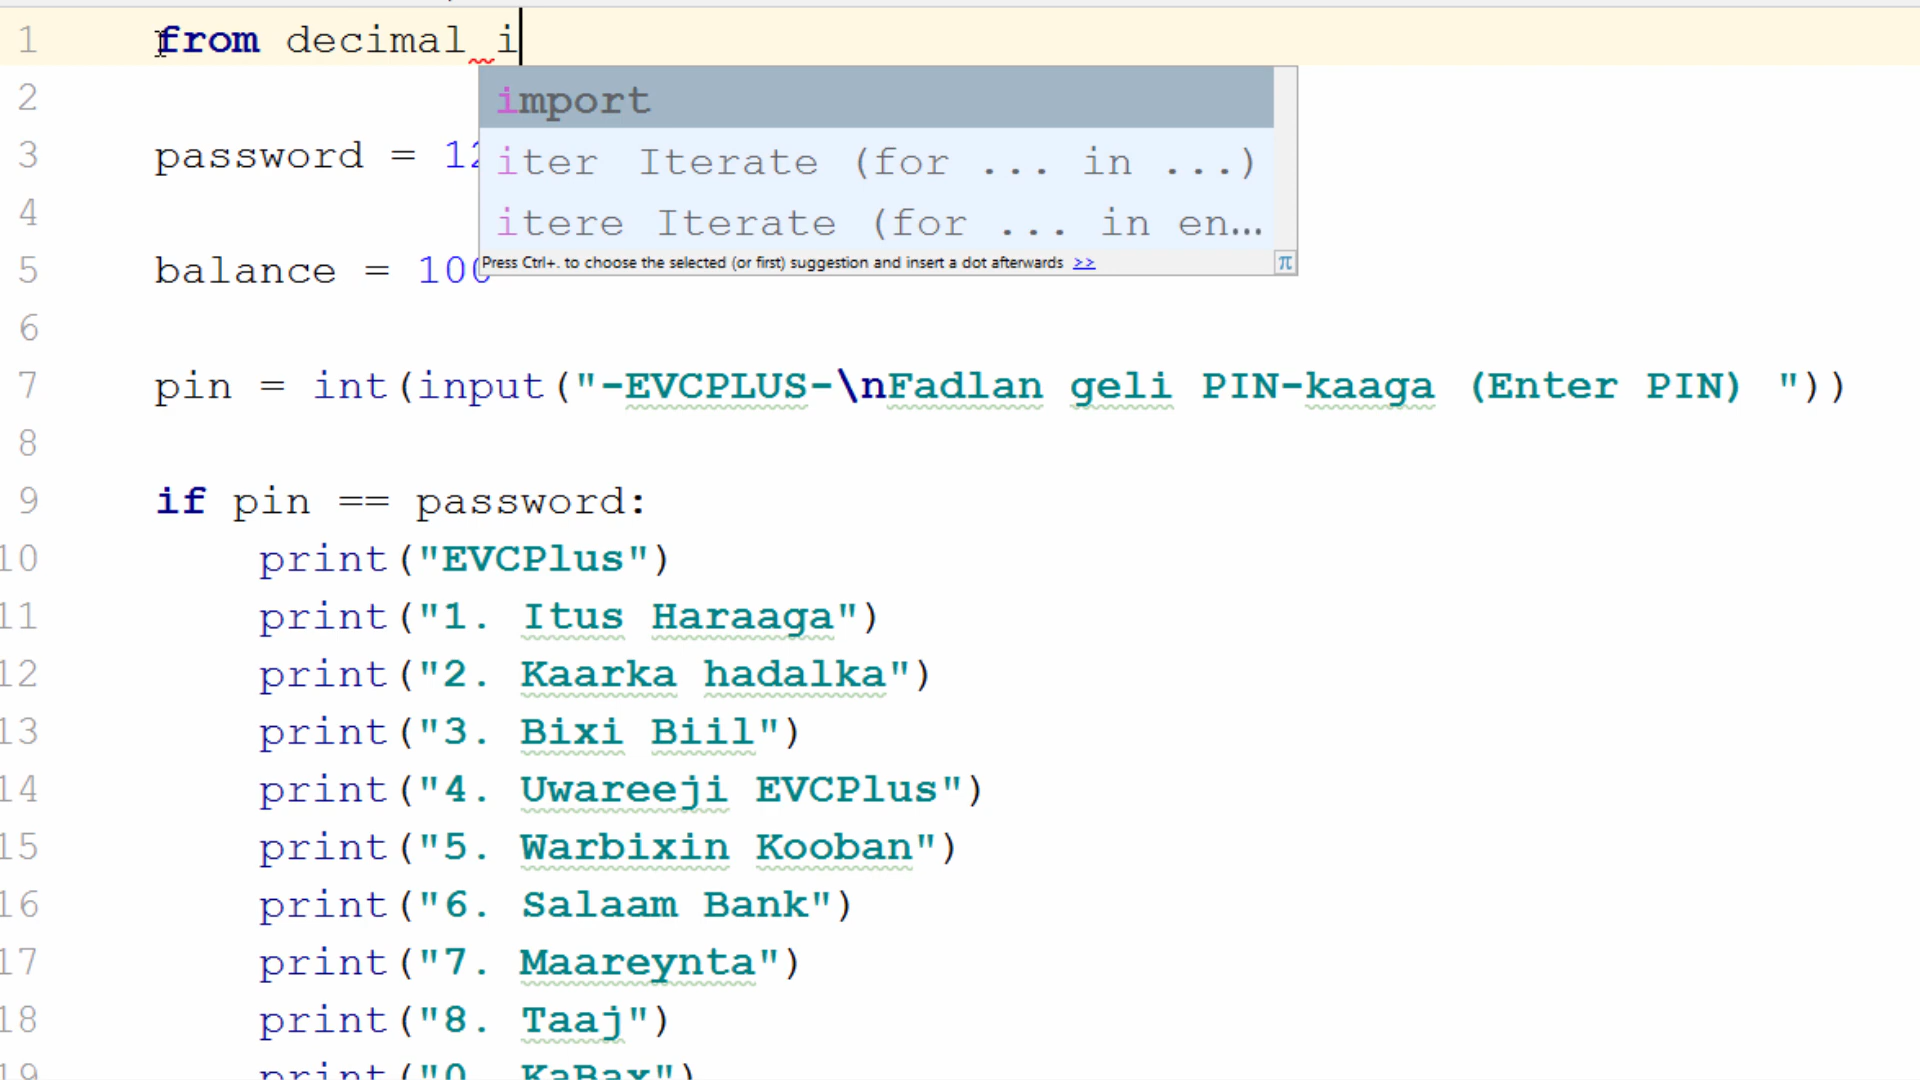 1 from decimal i
import
iter Iterate (for ... in ...)
itere Iterate (for ... in en...
Press Ctrl+. to choose the selected (or first) suggestion and insert a dot afterwards >> π
2
3 password = 12
4
5 balance = 100
6
7 pin = int(input("-EVCPLUS-\nFadlan geli PIN-kaaga (Enter PIN) "))
8
9 if pin == password:
10 print("EVCPlus")
11 print("1. Itus Haraaga")
12 print("2. Kaarka hadalka")
13 print("3. Bixi Biil")
14 print("4. Uwareeji EVCPlus")
15 print("5. Warbixin Kooban")
16 print("6. Salaam Bank")
17 print("7. Maareynta")
18 print("8. Taaj")
19 print("0. KaBax")